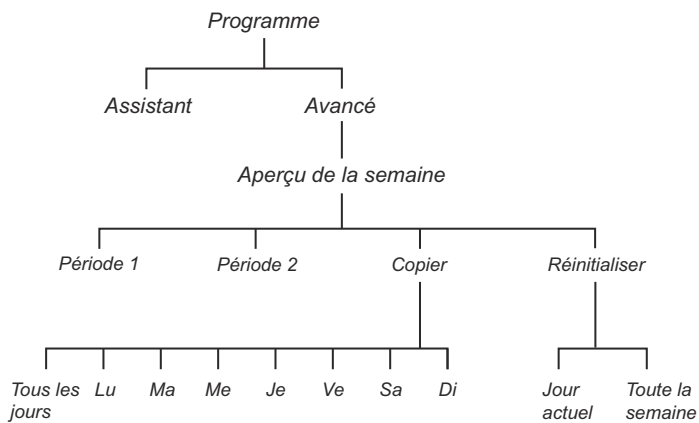 Programme
Assistant
Avancé
Aperçu de la semaine
Période 1
Période 2
Copier
Réinitialiser
Tous les
jours
Lu
Ma
Me
Je
Ve
Sa
Di
Jour
actuel
Toute la
semaine